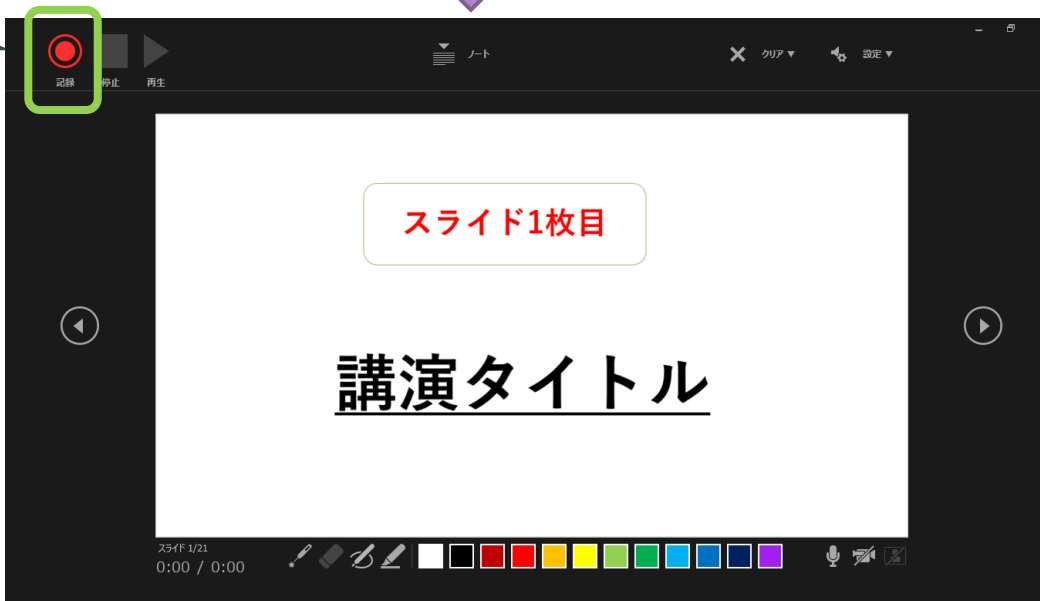 記録 停止 再生 ノート クリア ▼ 設定 ▼
スライド1枚目
講演タイトル
スライド 1/21
0:00 / 0:00